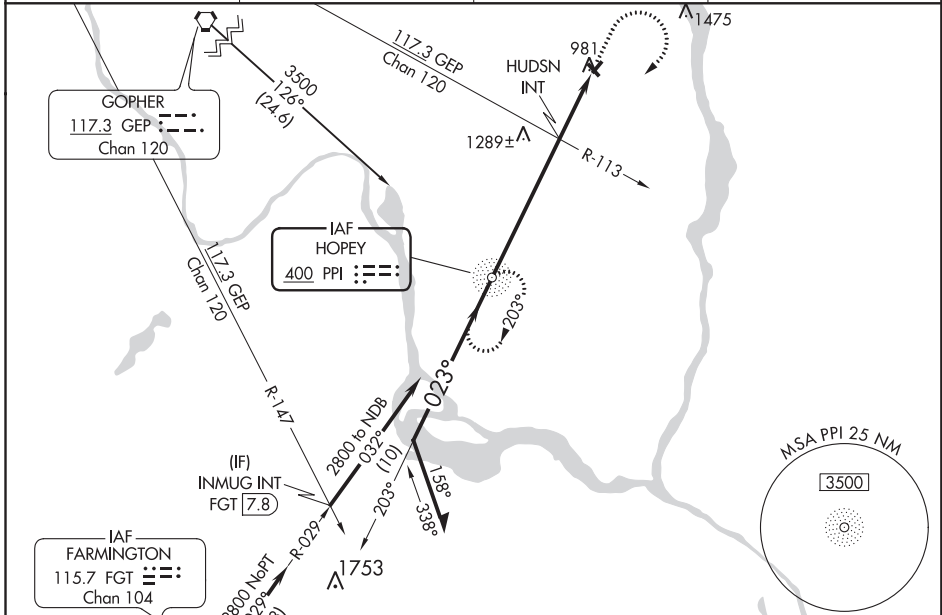 1475
117.3 GEP
Chan 120
981
HUDSN
INT
3500
126°
(24.6)
GOPHER
117.3 GEP
Chan 120
1289±
R-113
IAF
HOPEY
400 PPI
117.3 GEP
Chan 120
203°
023°
R-147
2800 to NDB
032°
(10)
MSA PPI 25 NM
3500
(IF)
INMUG INT
FGT 7.8
158°
338°
203°
R-029
1753
IAF
FARMINGTON
115.7 FGT
Chan 104